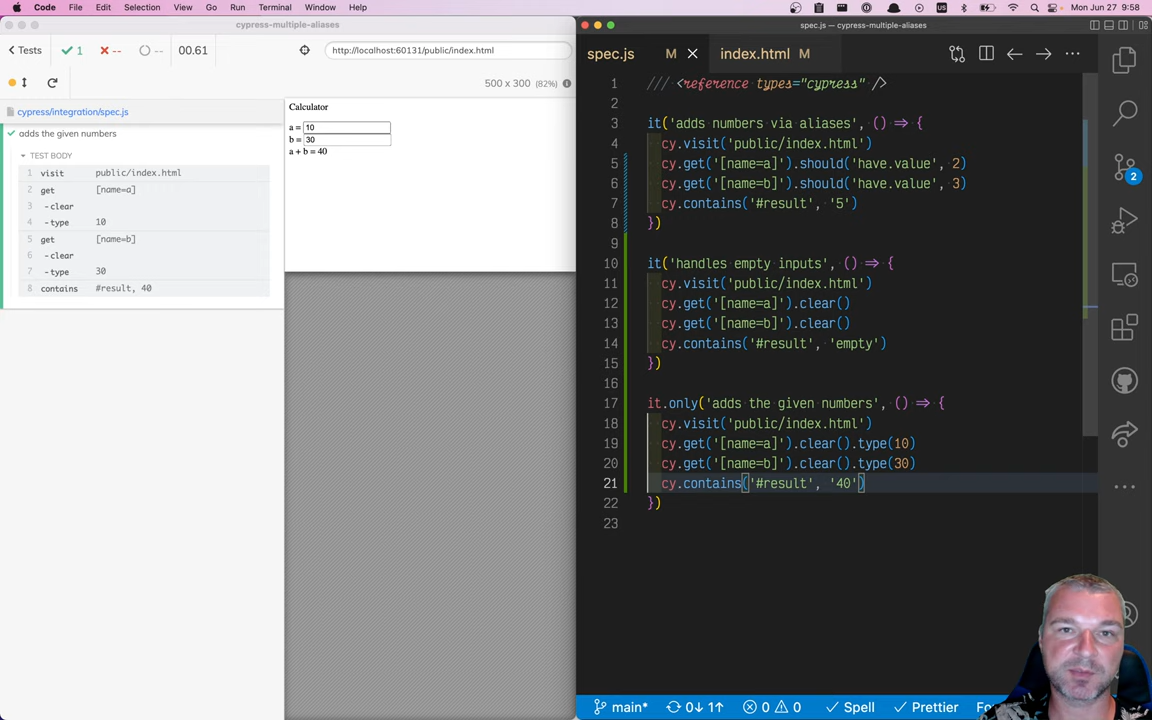 Code File Edit Selection View Go Run Terminal Window Help US Mon Jun 27 9:58
cypress-multiple-aliases
Tests 1 -- -- 00.61 http://localhost:60131/public/index.html
500 x 300 (82%)
cypress/integration/spec.js
adds the given numbers
TEST BODY
1 visit public/index.html
2 get [name=a]
3 -clear
4 -type 10
5 get [name=b]
6 -clear
7 -type 30
8 contains #result, 40
Calculator
a = 10
b = 30
a + b = 40
spec.js — cypress-multiple-aliases
spec.js M index.html M
1 /// <reference types="cypress" />
2
3 it('adds numbers via aliases', () => {
4 cy.visit('public/index.html')
5 cy.get('[name=a]').should('have.value', 2)
6 cy.get('[name=b]').should('have.value', 3)
7 cy.contains('#result', '5')
8 })
9
10 it('handles empty inputs', () => {
11 cy.visit('public/index.html')
12 cy.get('[name=a]').clear()
13 cy.get('[name=b]').clear()
14 cy.contains('#result', 'empty')
15 })
16
17 it.only('adds the given numbers', () => {
18 cy.visit('public/index.html')
19 cy.get('[name=a]').clear().type(10)
20 cy.get('[name=b]').clear().type(30)
21 cy.contains('#result', '40')
22 })
23
2
main* 0↓ 1↑ 0 0 Spell Prettier Fo